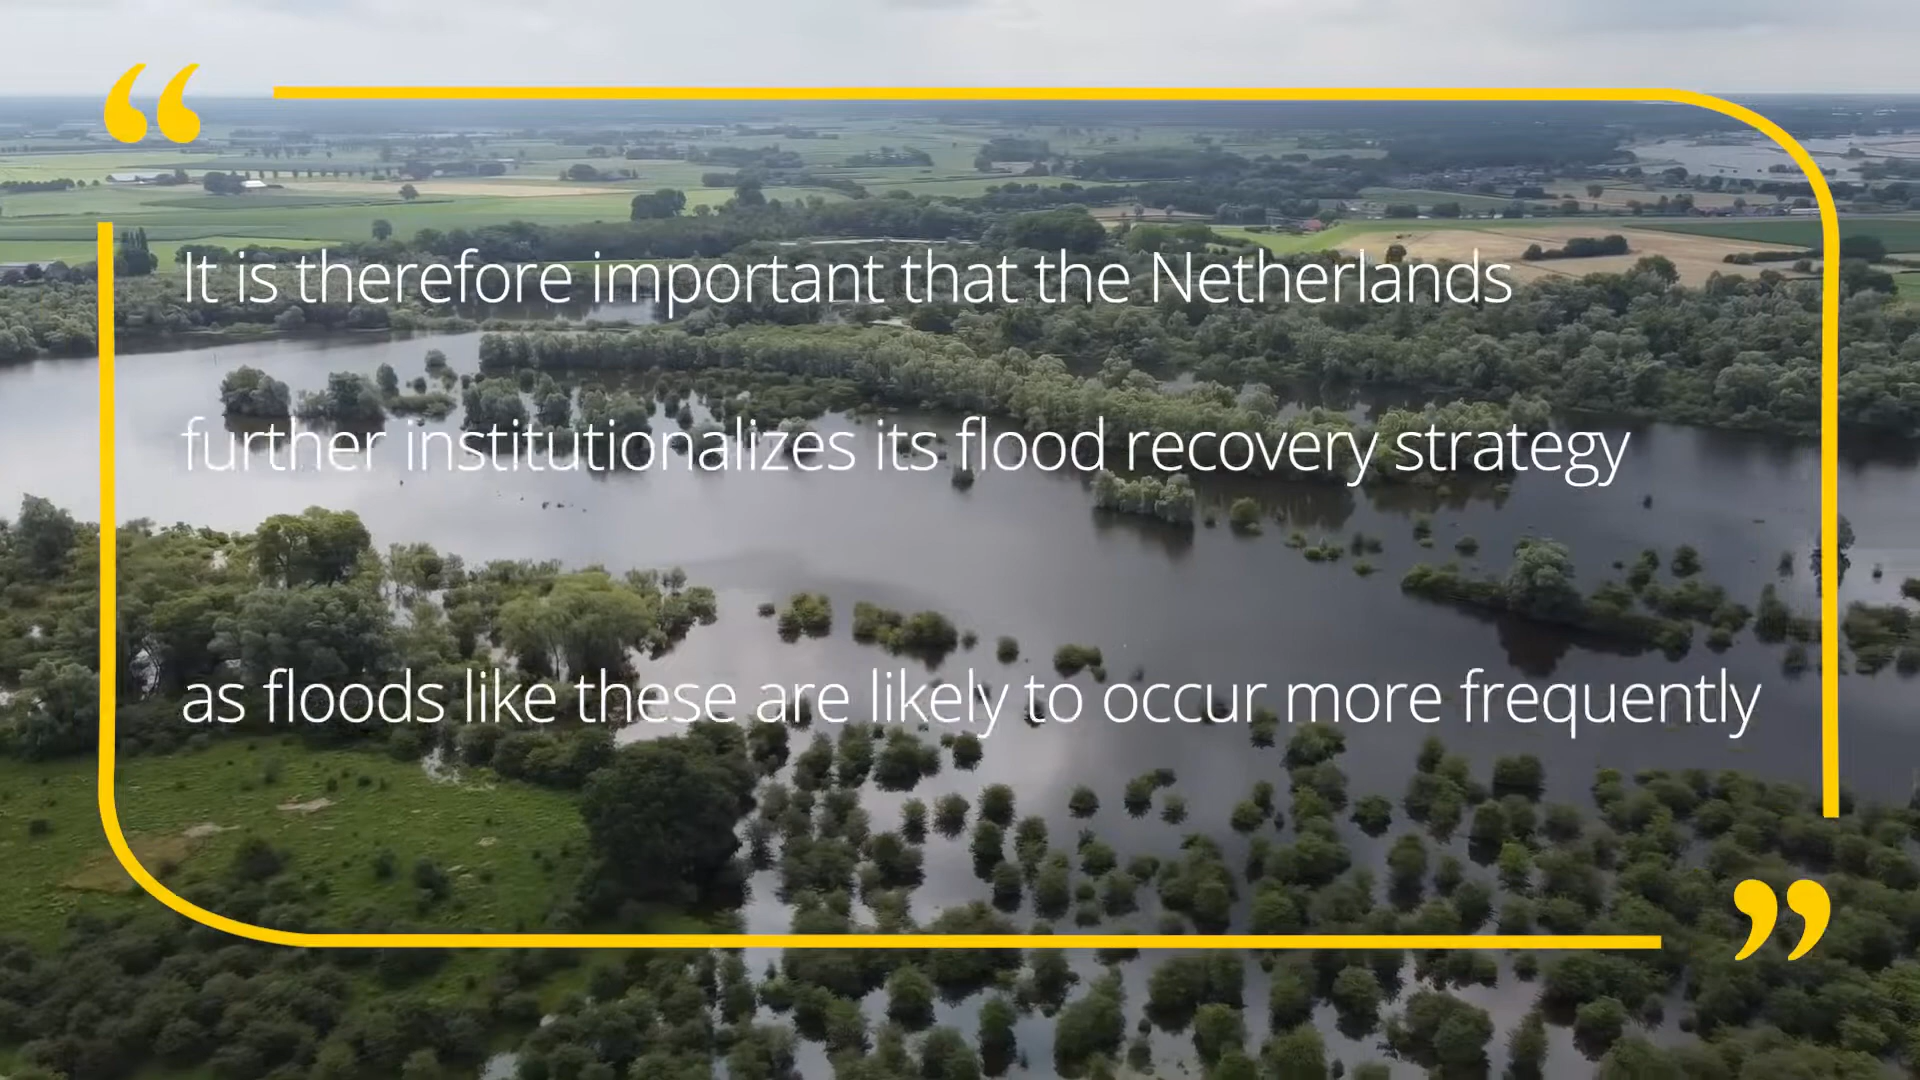 “
It is therefore important that the Netherlands
further institutionalizes its flood recovery strategy
as floods like these are likely to occur more frequently
”